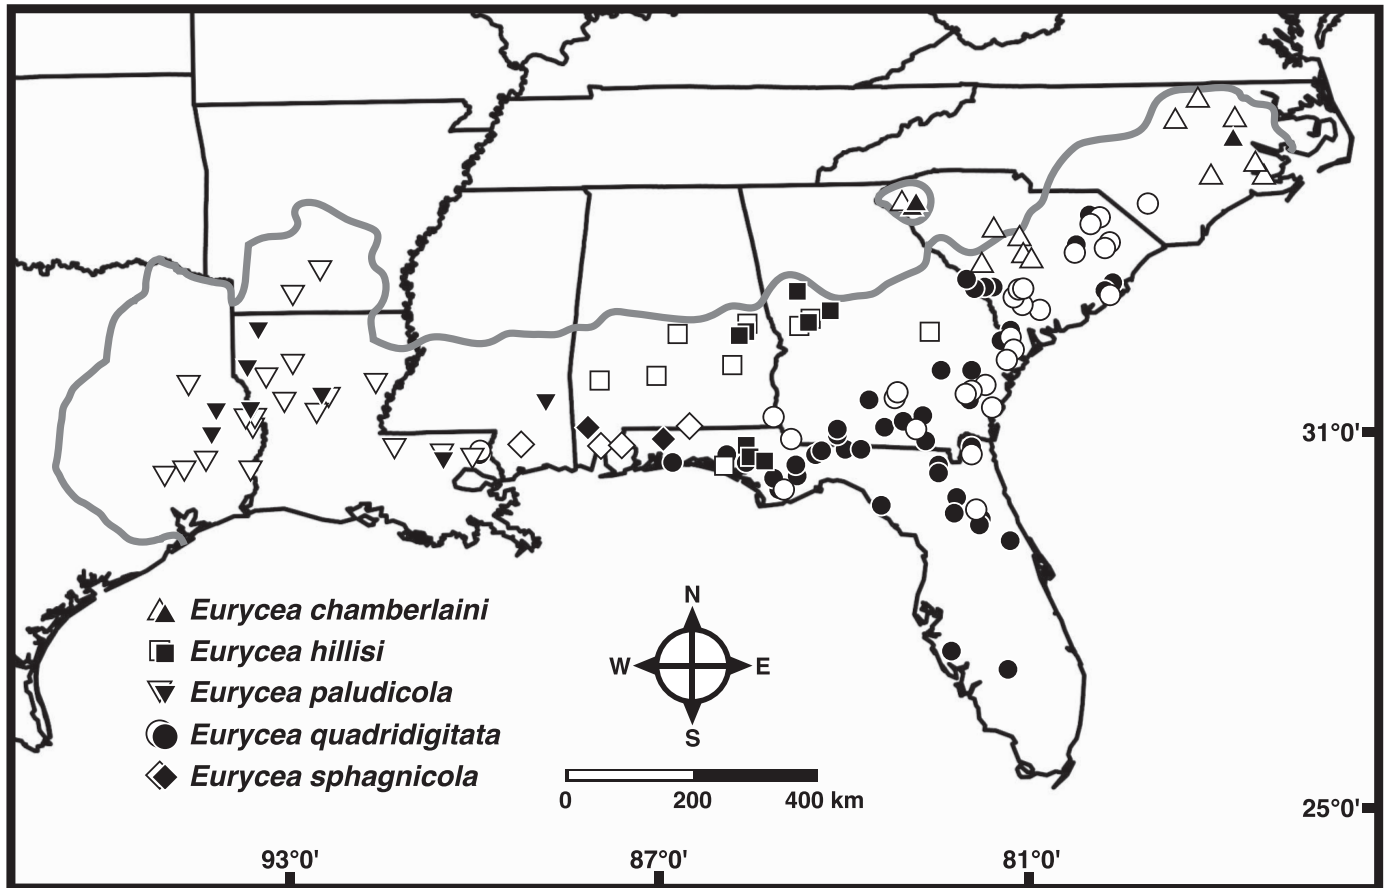 31°0'
Eurycea chamberlaini
Eurycea hillisi
Eurycea paludicola
Eurycea quadridigitata
Eurycea sphagnicola
N
W
E
S
0
200
400 km
25°0'
93°0'
87°0'
81°0'